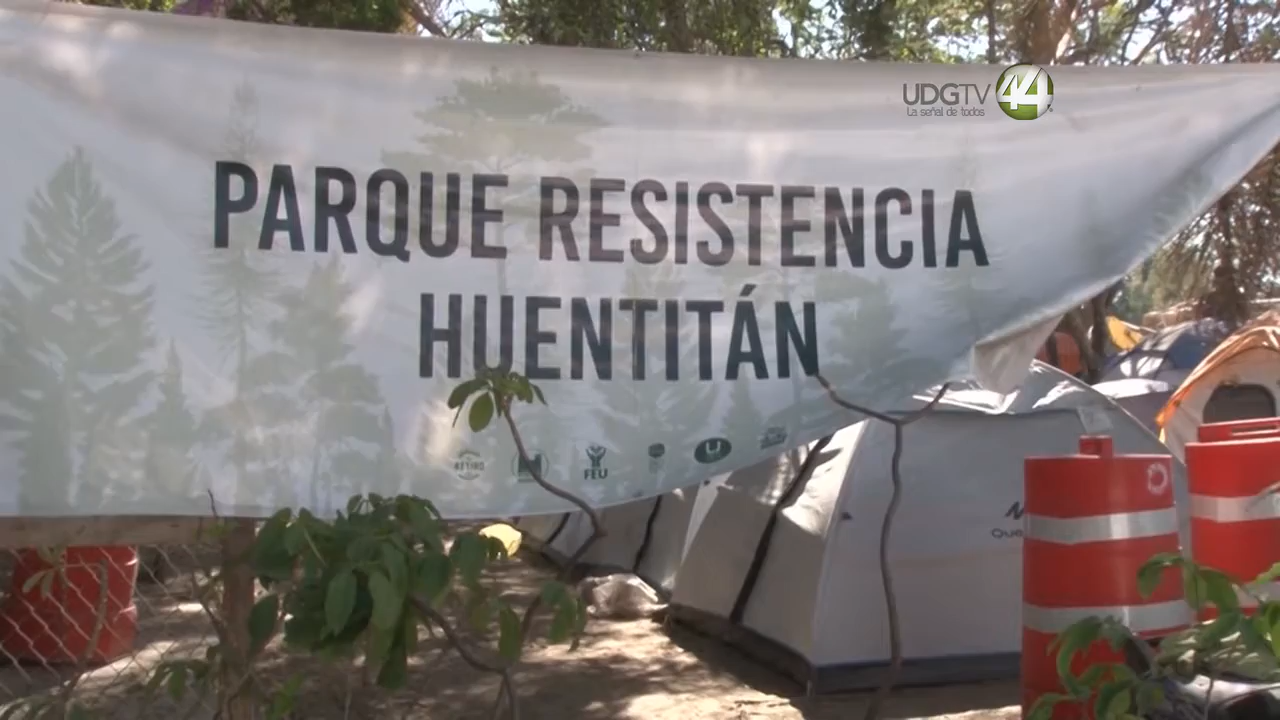 UDGTV 44
La señal de todos
PARQUE RESISTENCIA
HUENTITÁN
FEU